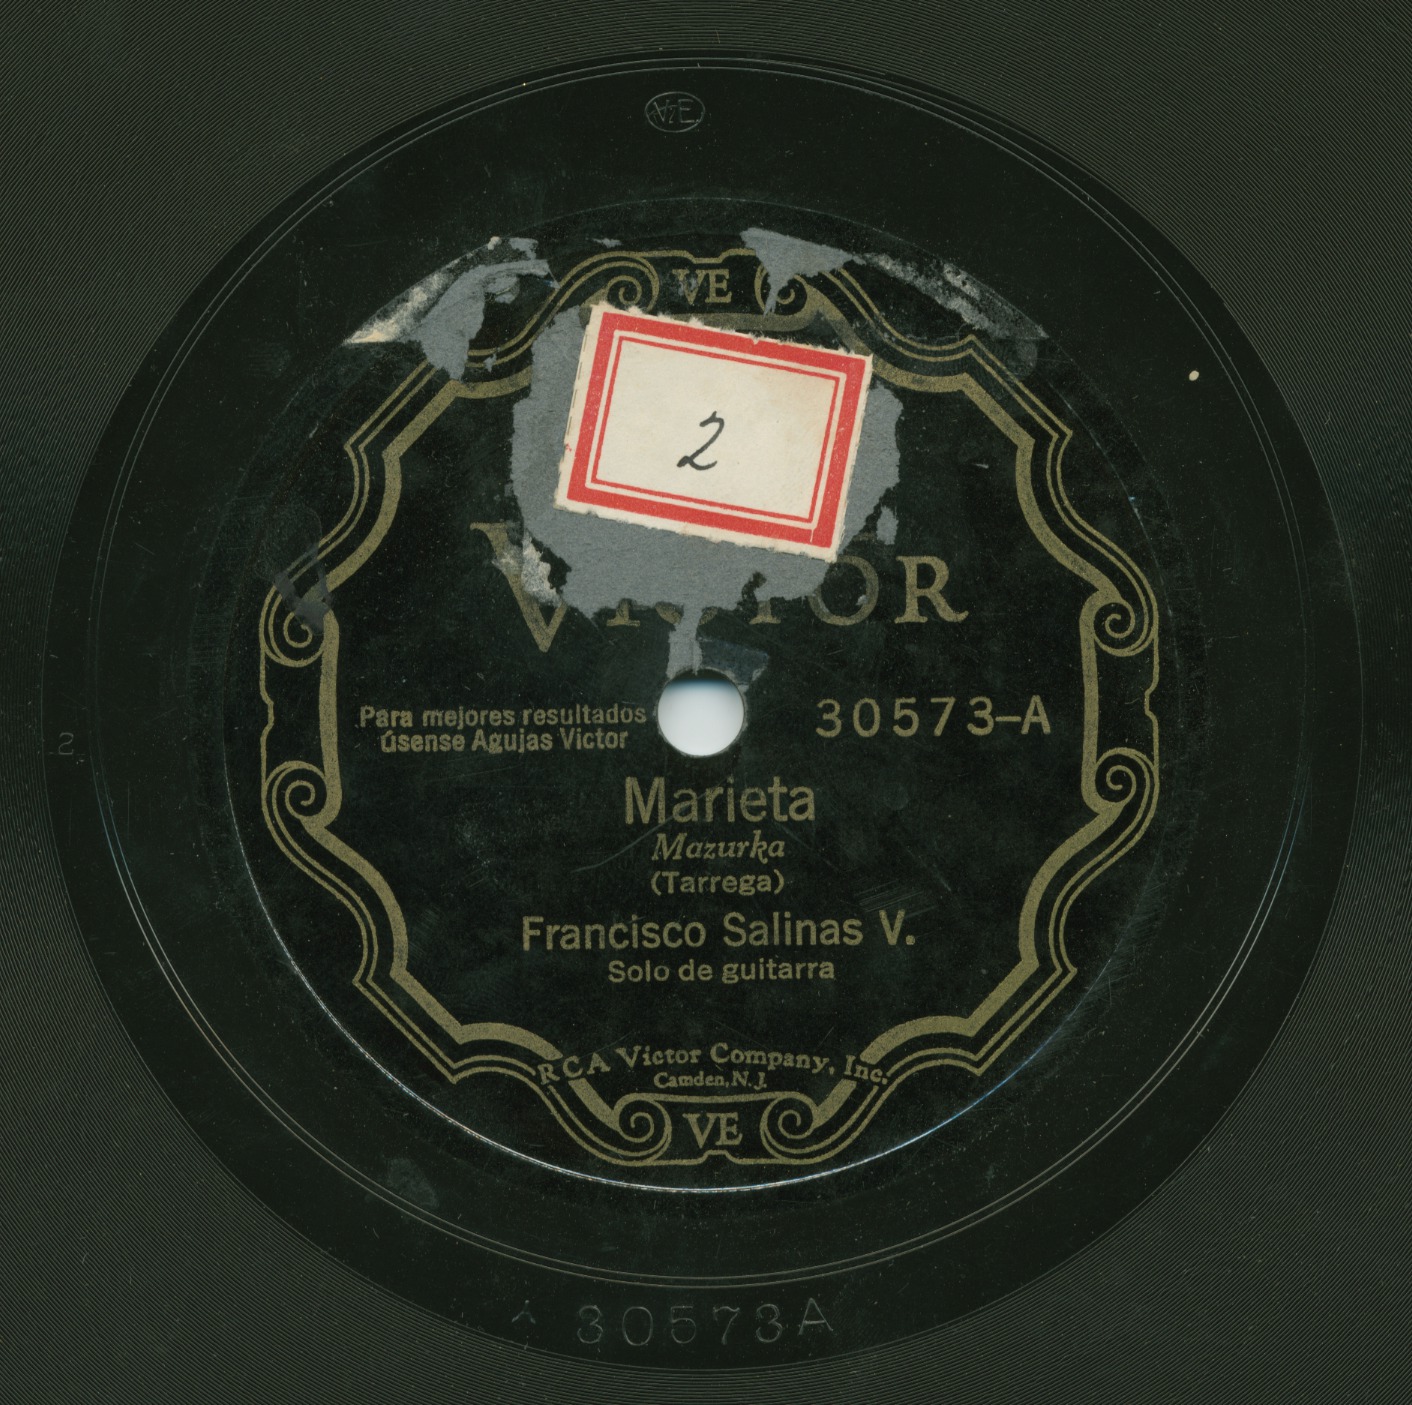 VE
VE
2
VICTOR
Para mejores resultados
úsense Agujas Victor
30573-A
2
Marieta
Mazurka
(Tarrega)
Francisco Salinas V.
Solo de guitarra
RCA Victor Company, Inc.
Camden, N. J.
VE
30573A